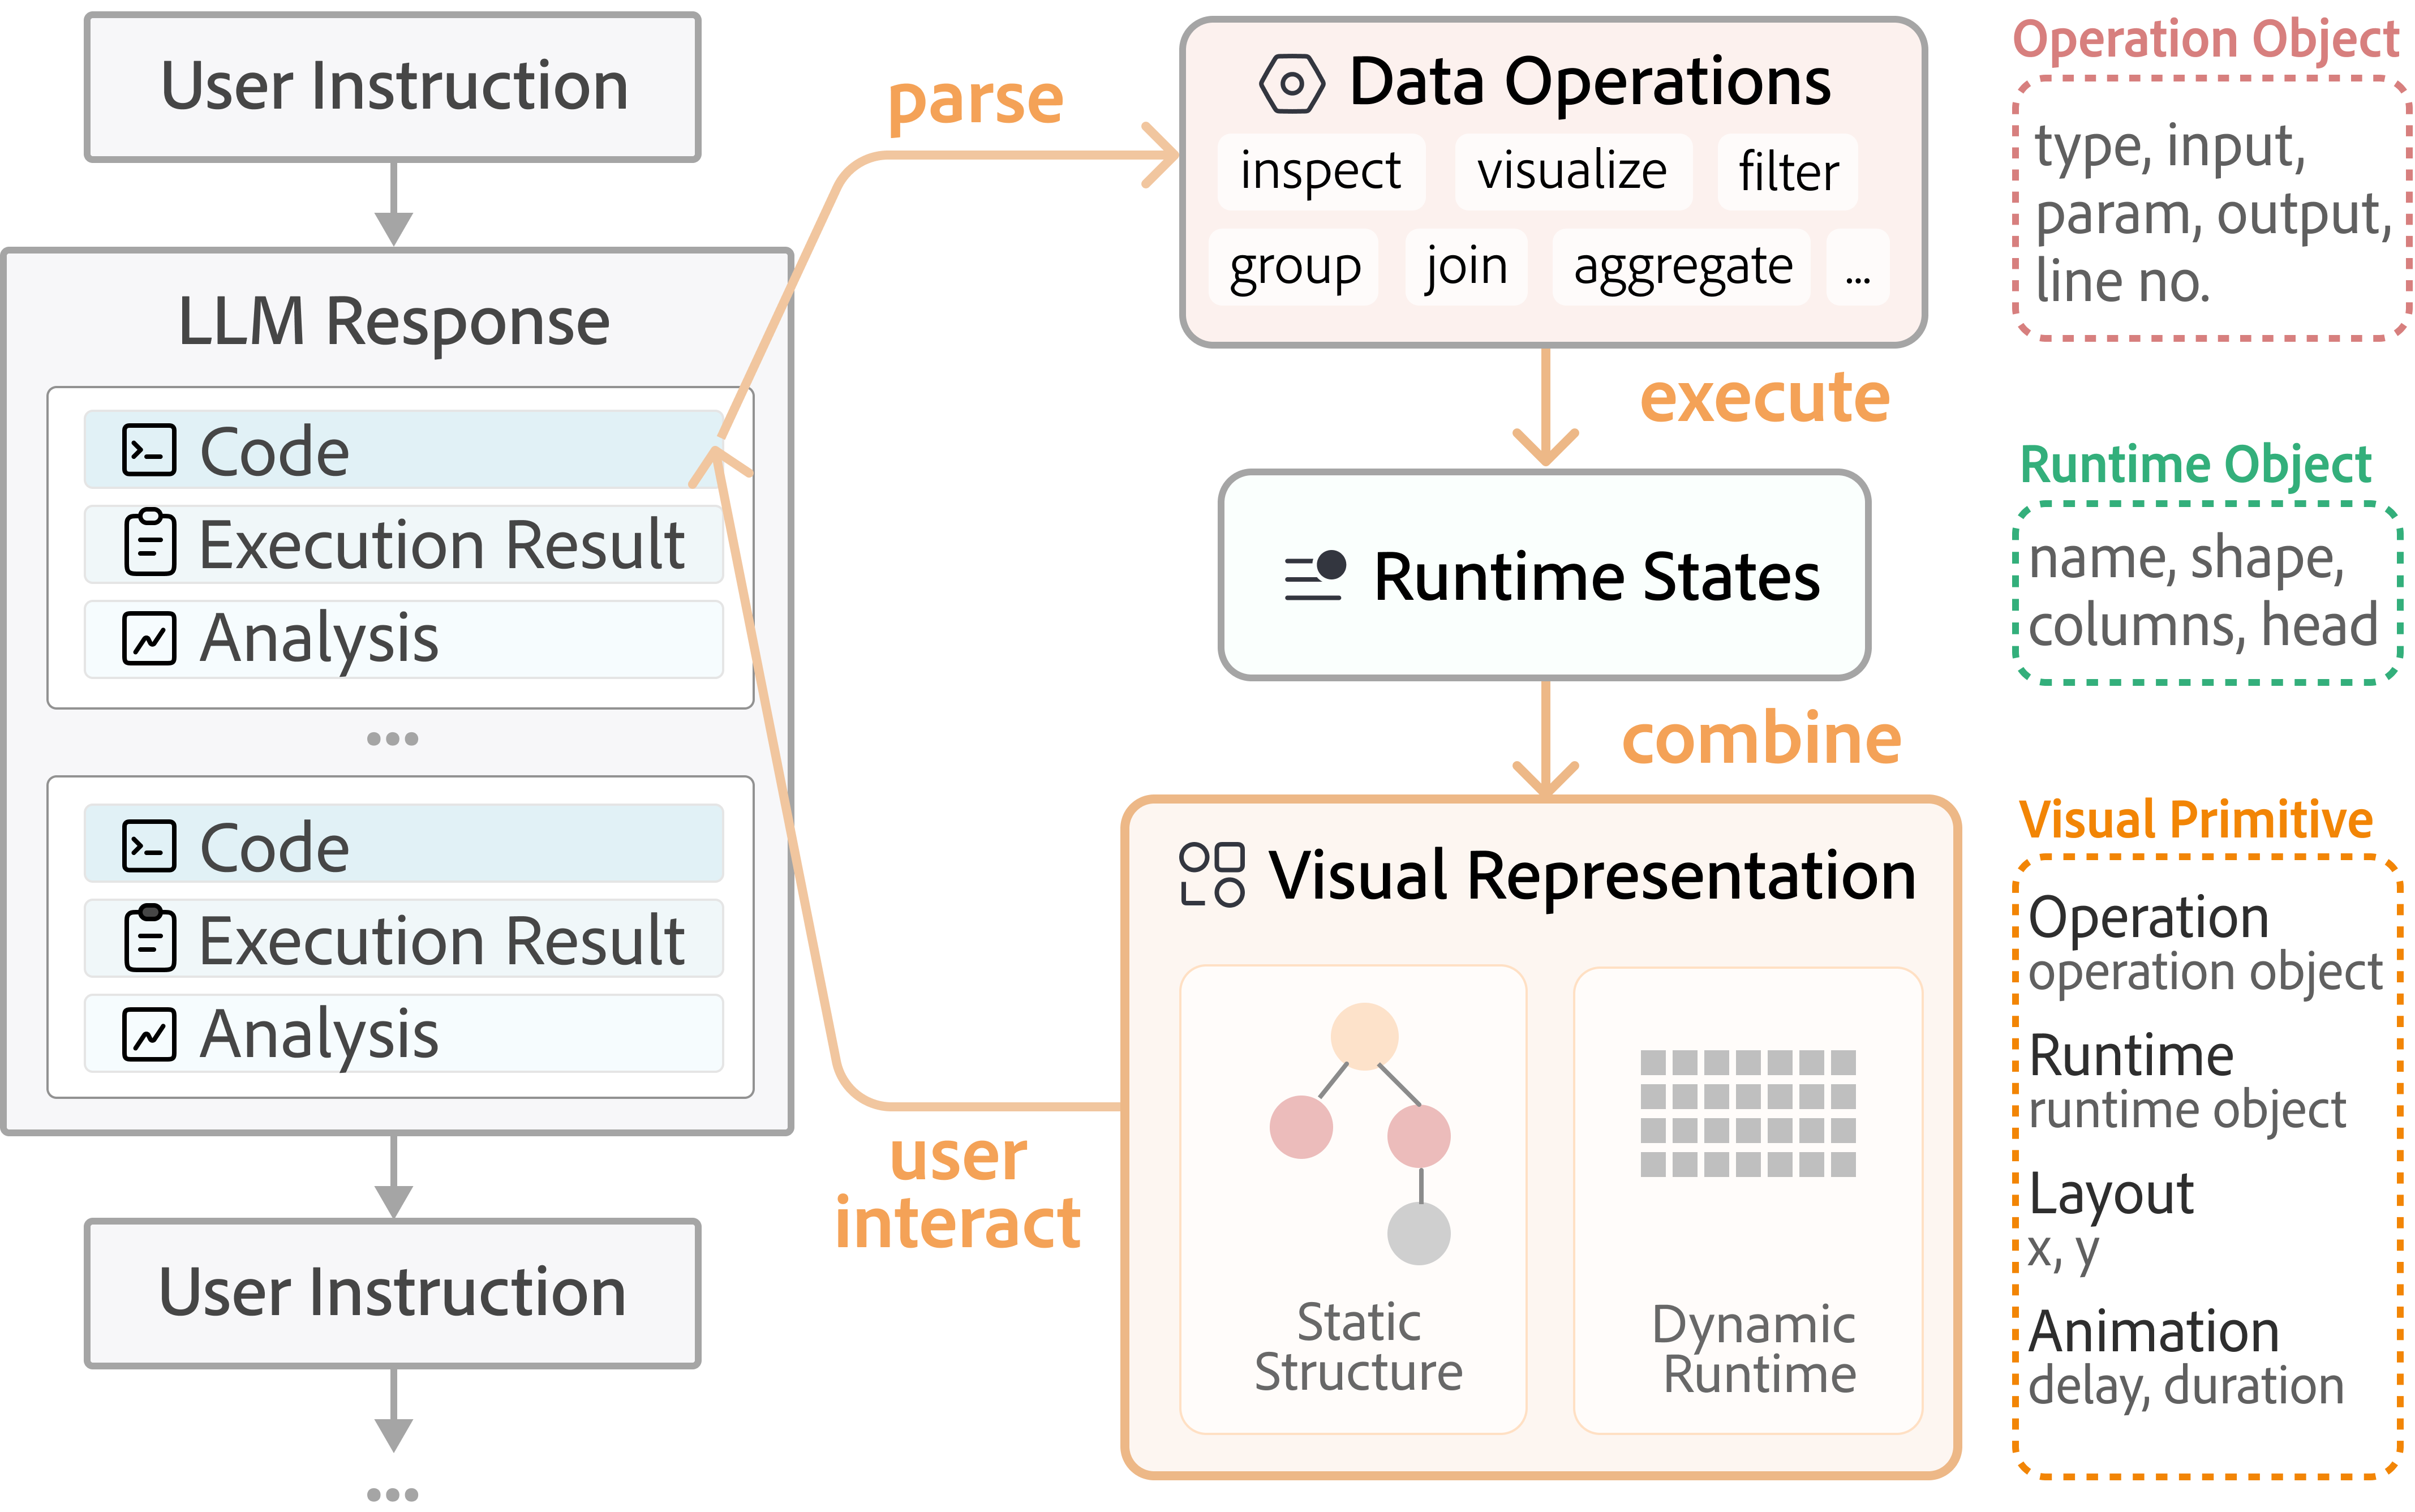 User Instruction
LLM Response
Code
Execution Result
Analysis
...
Code
Execution Result
Analysis
User Instruction
...
parse
user
interact
Data Operations
inspect visualize filter
group join aggregate ...
execute
Runtime States
combine
Visual Representation
Static
Structure
Dynamic
Runtime
Operation Object
type, input,
param, output,
line no.
Runtime Object
name, shape,
columns, head
Visual Primitive
Operation
operation object
Runtime
runtime object
Layout
x, y
Animation
delay, duration